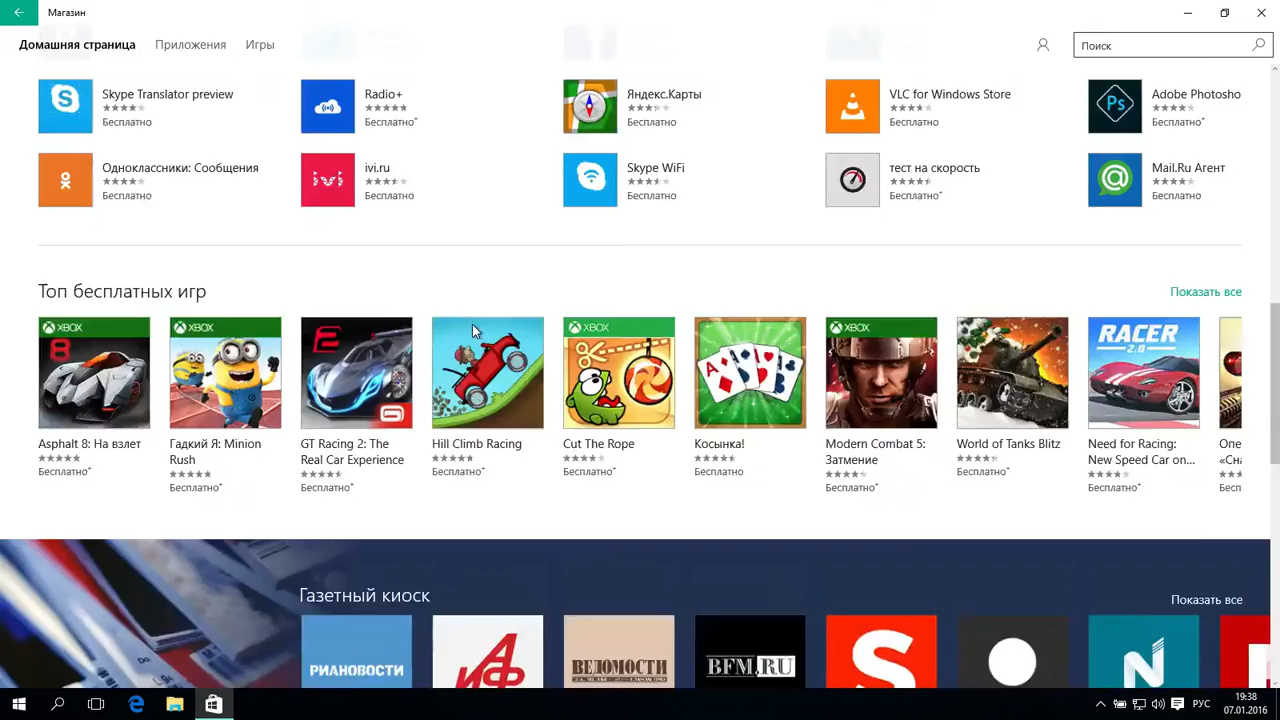 Магазин
Домашняя страница Приложения Игры
Поиск
Skype Translator preview
Бесплатно
Radio+
Бесплатно*
Яндекс.Карты
Бесплатно
VLC for Windows Store
Бесплатно
Ps
Adobe Photosho
Бесплатно*
Одноклассники: Сообщения
Бесплатно
ivi
ivi.ru
Бесплатно
Skype WiFi
Бесплатно
тест на скорость
Бесплатно*
Mail.Ru Агент
Бесплатно
Топ бесплатных игр
Показать все
XBOX
8
Asphalt 8: На взлет
Бесплатно*
XBOX
Гадкий Я: Minion
Rush
Бесплатно*
GT Racing 2: The
Real Car Experience
Бесплатно*
Hill Climb Racing
Бесплатно*
XBOX
Cut The Rope
Бесплатно*
Косынка!
Бесплатно
XBOX
Modern Combat 5:
Затмение
Бесплатно*
World of Tanks Blitz
Бесплатно*
RACER
2.0
Need for Racing:
New Speed Car on...
Бесплатно*
Опе
«Сна
Бесп
Газетный киоск
Показать все
РИАНОВОСТИ
АиФ
ВЕДОМОСТИ
BFM.RU
S
N
РУС
19:38
07.01.2016